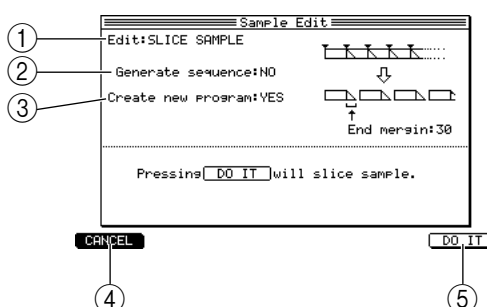 Sample Edit
① Edit:SLICE SAMPLE
② Generate sequence:NO
③ Create new program:YES
End mergin:30
Pressing DO IT will slice sample.
CANCEL DO IT
④ ⑤